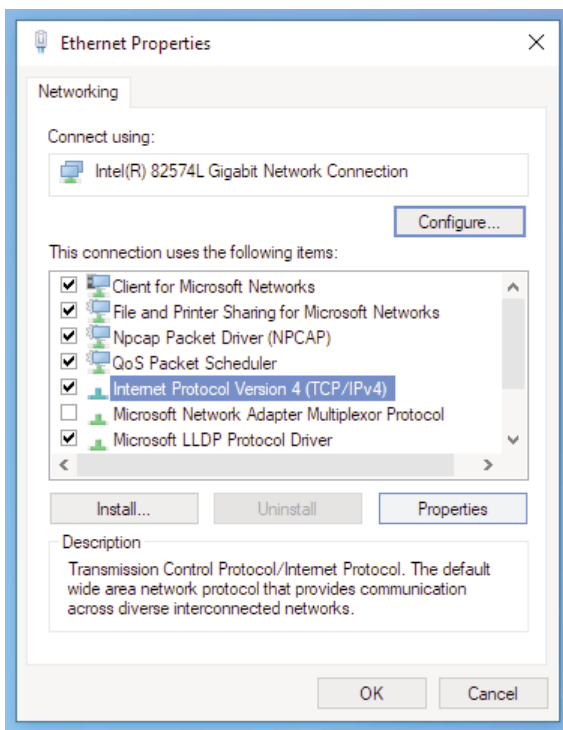 Ethernet Properties
Networking
Connect using:
Intel(R) 82574L Gigabit Network Connection
Configure...
This connection uses the following items:
Client for Microsoft Networks
File and Printer Sharing for Microsoft Networks
Npcap Packet Driver (NPCAP)
QoS Packet Scheduler
Internet Protocol Version 4 (TCP/IPv4)
Microsoft Network Adapter Multiplexor Protocol
Microsoft LLDP Protocol Driver
Install...
Uninstall
Properties
Description
Transmission Control Protocol/Internet Protocol. The default
wide area network protocol that provides communication
across diverse interconnected networks.
OK
Cancel